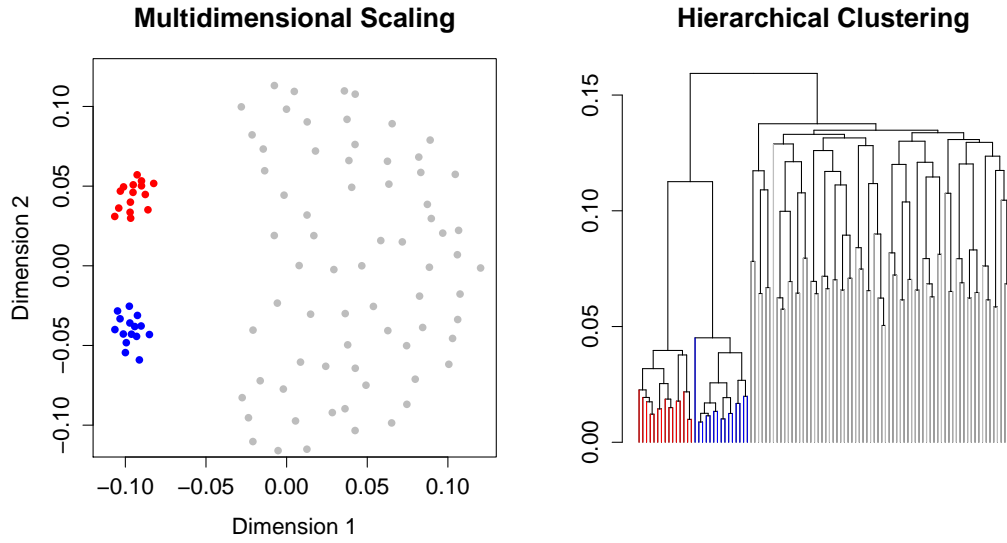 Multidimensional Scaling
Dimension 2
0.10
0.05
0.00
−0.05
−0.10
−0.10 −0.05 0.00 0.05 0.10
Dimension 1
Hierarchical Clustering
0.15
0.10
0.05
0.00